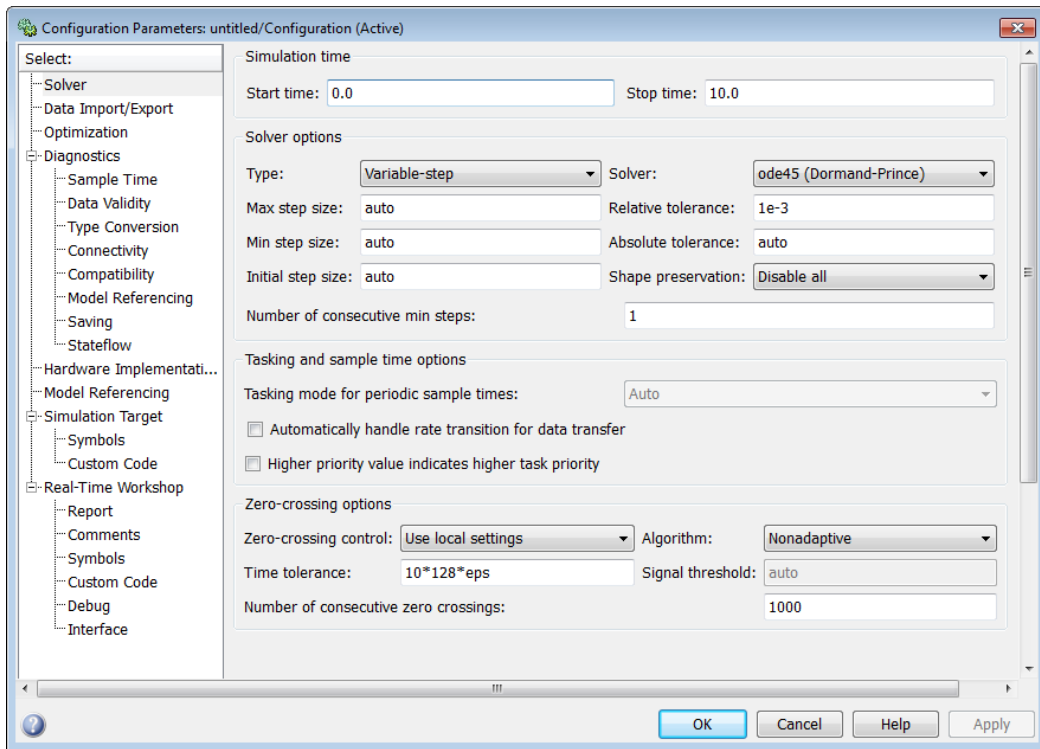 Configuration Parameters: untitled/Configuration (Active)
Select:
Solver
Data Import/Export
Optimization
Diagnostics
Sample Time
Data Validity
Type Conversion
Connectivity
Compatibility
Model Referencing
Saving
Stateflow
Hardware Implementati...
Model Referencing
Simulation Target
Symbols
Custom Code
Real-Time Workshop
Report
Comments
Symbols
Custom Code
Debug
Interface
Simulation time
Start time: 0.0 Stop time: 10.0
Solver options
Type: Variable-step Solver: ode45 (Dormand-Prince)
Max step size: auto Relative tolerance: 1e-3
Min step size: auto Absolute tolerance: auto
Initial step size: auto Shape preservation: Disable all
Number of consecutive min steps: 1
Tasking and sample time options
Tasking mode for periodic sample times: Auto
Automatically handle rate transition for data transfer
Higher priority value indicates higher task priority
Zero-crossing options
Zero-crossing control: Use local settings Algorithm: Nonadaptive
Time tolerance: 10*128*eps Signal threshold: auto
Number of consecutive zero crossings: 1000
OK Cancel Help Apply